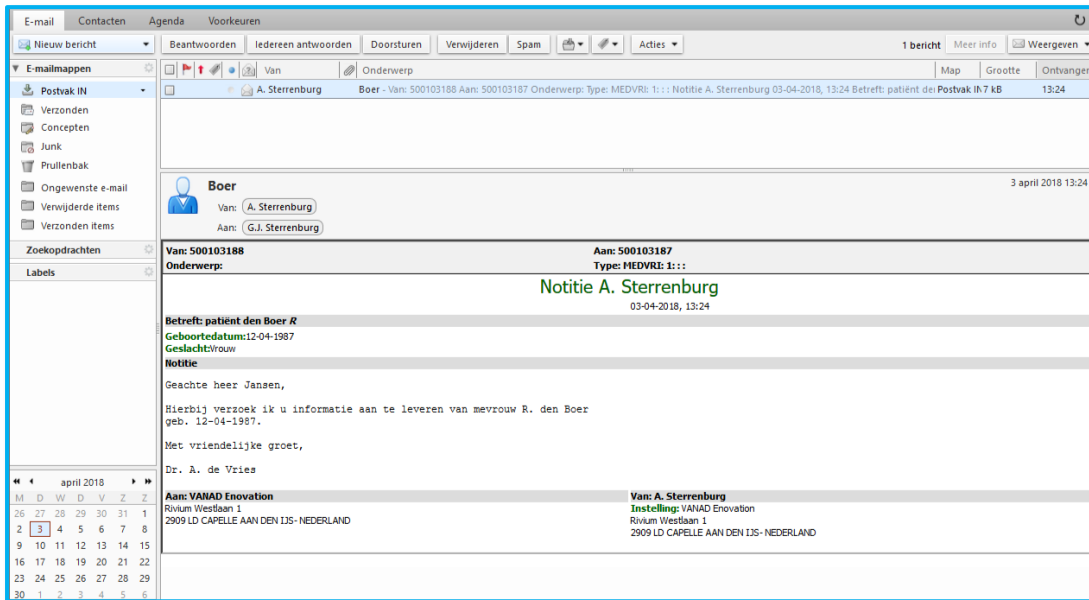 E-mail Contacten Agenda Voorkeuren
Nieuw bericht Beantwoorden Iedereen antwoorden Doorsturen Verwijderen Spam Acties 1 bericht Meer info Weergeven
E-mailmappen
Postvak IN
Verzonden
Concepten
Junk
Prullenbak
Ongewenste e-mail
Verwijderde items
Verzonden items
Zoekopdrachten
Labels
Van Onderwerp Map Grootte Ontvangen
A. Sterrenburg Boer - Van: 500103188 Aan: 500103187 Onderwerp: Type: MEDVRI: 1: : : Notitie A. Sterrenburg 03-04-2018, 13:24 Betreft: patiënt de Postvak IN 7 kB 13:24
Boer 3 april 2018 13:24
Van: A. Sterrenburg
Aan: G.J. Sterrenburg
Van: 500103188 Aan: 500103187
Onderwerp: Type: MEDVRI: 1: : :
Notitie A. Sterrenburg
03-04-2018, 13:24
Betreft: patiënt den Boer R
Geboortedatum:12-04-1987
Geslacht:Vrouw
Notitie
Geachte heer Jansen,
Hierbij verzoek ik u informatie aan te leveren van mevrouw R. den Boer
geb. 12-04-1987.
Met vriendelijke groet,
Dr. A. de Vries
Aan: VANAD Enovation Van: A. Sterrenburg
Rivium Westlaan 1 Instelling: VANAD Enovation
2909 LD CAPELLE AAN DEN IJS- NEDERLAND Rivium Westlaan 1
2909 LD CAPELLE AAN DEN IJS- NEDERLAND
april 2018
M D W D V Z Z
26 27 28 29 30 31 1
2 3 4 5 6 7 8
9 10 11 12 13 14 15
16 17 18 19 20 21 22
23 24 25 26 27 28 29
30 1 2 3 4 5 6